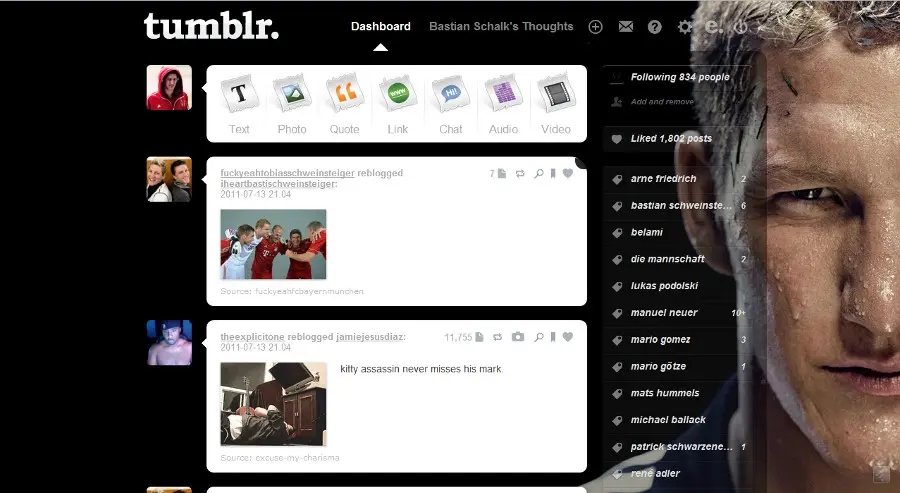 tumblr.
Dashboard
Bastian Schalk's Thoughts
Text
Photo
Quote
Link
Chat
Audio
Video
fuckyeahtobiasschweinsteiger reblogged
iheartbastischweinsteiger:
2011-07-13 21.04
7
Source: fuckyeahfcbayernmunchen
theexplicitone reblogged jamiejesusdiaz:
2011-07-13 21.04
11,755
kitty assassin never misses his mark.
Source: excuse-my-charisma
Following 834 people
Add and remove
Liked 1,802 posts
arne friedrich 2
bastian schweinste... 6
belami
die mannschaft 2
lukas podolski
manuel neuer 10+
mario gomez 3
mario götze 1
mats hummels
michael ballack
patrick schwarzene... 1
rené adler